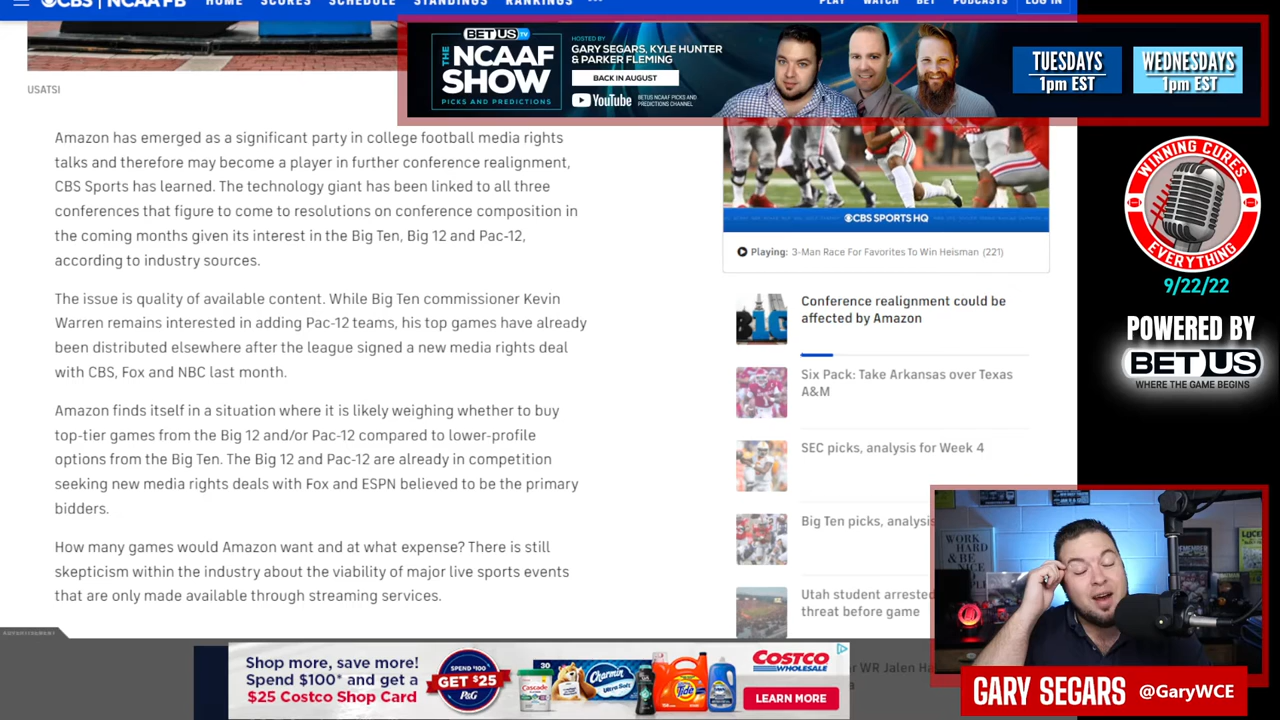 CBS | NCAA FB
HOME
SCORES
SCHEDULE
STANDINGS
RANKINGS
PLAY
WATCH
BET
PODCASTS
LOG IN
BETUS TV
THE NCAAF SHOW
PICKS AND PREDICTIONS
HOSTED BY
GARY SEGARS, KYLE HUNTER
& PARKER FLEMING
BACK IN AUGUST
YouTube
BETUS NCAAF PICKS AND
PREDICTIONS CHANNEL
TUESDAYS
1pm EST
WEDNESDAYS
1pm EST
USATSI
Amazon has emerged as a significant party in college football media rights
talks and therefore may become a player in further conference realignment,
CBS Sports has learned. The technology giant has been linked to all three
conferences that figure to come to resolutions on conference composition in
the coming months given its interest in the Big Ten, Big 12 and Pac-12,
according to industry sources.
The issue is quality of available content. While Big Ten commissioner Kevin
Warren remains interested in adding Pac-12 teams, his top games have already
been distributed elsewhere after the league signed a new media rights deal
with CBS, Fox and NBC last month.
Amazon finds itself in a situation where it is likely weighing whether to buy
top-tier games from the Big 12 and/or Pac-12 compared to lower-profile
options from the Big Ten. The Big 12 and Pac-12 are already in competition
seeking new media rights deals with Fox and ESPN believed to be the primary
bidders.
How many games would Amazon want and at what expense? There is still
skepticism within the industry about the viability of major live sports events
that are only made available through streaming services.
CBS SPORTS HQ
Playing: 3-Man Race For Favorites To Win Heisman (221)
Conference realignment could be
affected by Amazon
Six Pack: Take Arkansas over Texas
A&M
SEC picks, analysis for Week 4
Big Ten picks, analysis
Utah student arrested
threat before game
WR Jalen
WINNING CURES
EVERYTHING
9/22/22
POWERED BY
BETUS
WHERE THE GAME BEGINS
WORK
HARD
& BE
NICE
GARY SEGARS @GaryWCE
Shop more, save more!
Spend $100* and get a
$25 Costco Shop Card
SPEND $100
GET $25
P&G
Cascade
Charmin
Ultra Soft
Tide
COSTCO
WHOLESALE
LEARN MORE